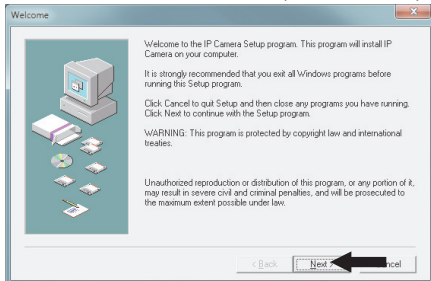 Welcome
Welcome to the IP Camera Setup program. This program will install IP
Camera on your computer.
It is strongly recommended that you exit all Windows programs before
running this Setup program.
Click Cancel to quit Setup and then close any programs you have running.
Click Next to continue with the Setup program.
WARNING: This program is protected by copyright law and international
treaties.
Unauthorized reproduction or distribution of this program, or any portion of it,
may result in severe civil and criminal penalties, and will be prosecuted to
the maximum extent possible under law.
< Back Next > ncel